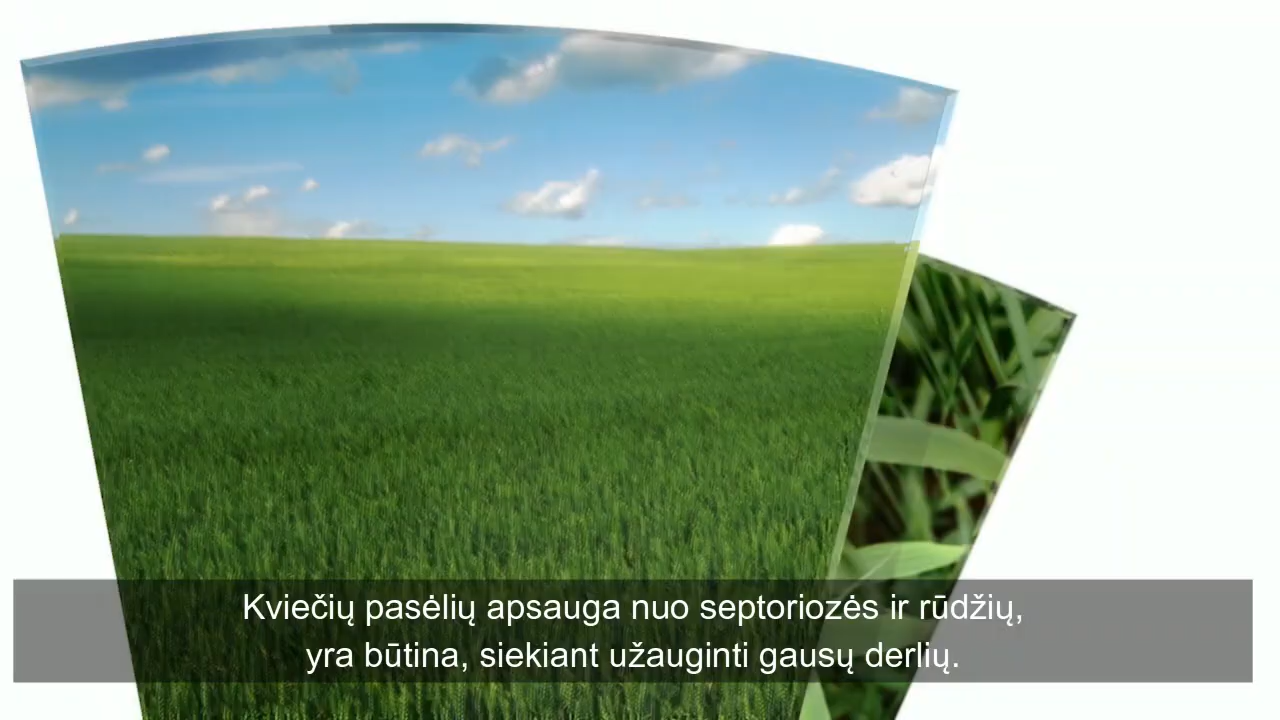 Kviečių pasėlių apsauga nuo septoriozės ir rūdžių,
yra būtina, siekiant užauginti gausų derlių.